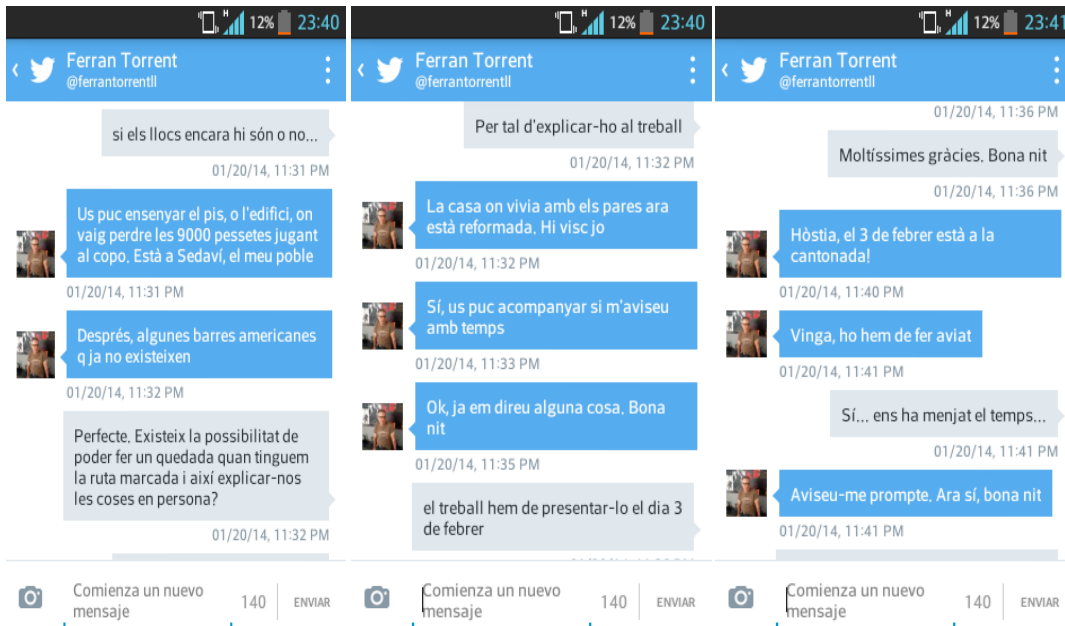 H 12% 23:40
Ferran Torrent
@ferrantorrentll
si els llocs encara hi són o no...
01/20/14, 11:31 PM
Us puc ensenyar el pis, o l'edifici, on
vaig perdre les 9000 pessetes jugant
al copo. Està a Sedaví, el meu poble
01/20/14, 11:31 PM
Després, algunes barres americanes
q ja no existeixen
01/20/14, 11:32 PM
Perfecte. Existeix la possibilitat de
poder fer un quedada quan tinguem
la ruta marcada i així explicar-nos
les coses en persona?
01/20/14, 11:32 PM
Comienza un nuevo
mensaje
140
ENVIAR
H 12% 23:40
Ferran Torrent
@ferrantorrentll
Per tal d'explicar-ho al treball
01/20/14, 11:32 PM
La casa on vivia amb els pares ara
està reformada. Hi visc jo
01/20/14, 11:32 PM
Sí, us puc acompanyar si m'aviseu
amb temps
01/20/14, 11:33 PM
Ok, ja em direu alguna cosa. Bona
nit
01/20/14, 11:35 PM
el treball hem de presentar-lo el dia 3
de febrer
Comienza un nuevo
mensaje
140
ENVIAR
H 12% 23:41
Ferran Torrent
@ferrantorrentll
01/20/14, 11:36 PM
Moltíssimes gràcies. Bona nit
01/20/14, 11:36 PM
Hòstia, el 3 de febrer està a la
cantonada!
01/20/14, 11:40 PM
Vinga, ho hem de fer aviat
01/20/14, 11:41 PM
Sí... ens ha menjat el temps...
01/20/14, 11:41 PM
Aviseu-me prompte. Ara sí, bona nit
01/20/14, 11:41 PM
Comienza un nuevo
mensaje
140
ENVIAR